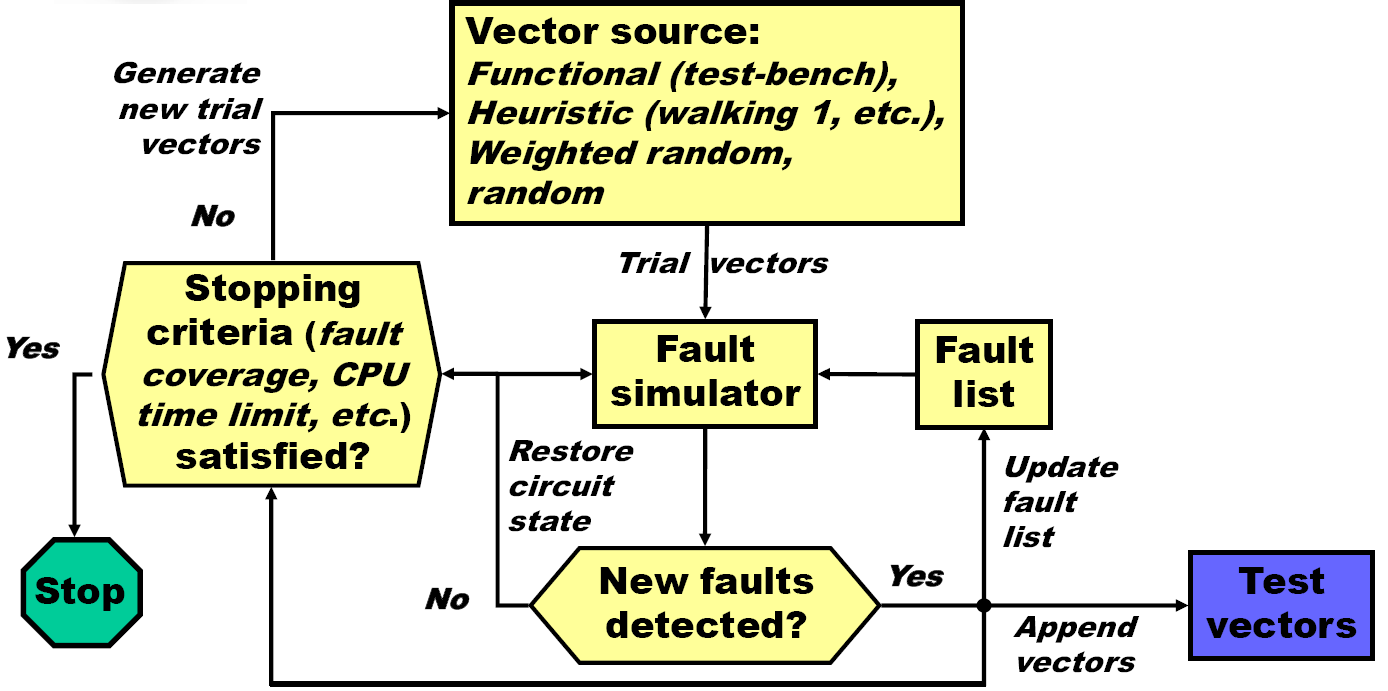 Vector source:
Functional (test-bench),
Heuristic (walking 1, etc.),
Weighted random,
random
Generate
new trial
vectors
No
Trial vectors
Stopping
criteria (fault
coverage, CPU
time limit, etc.)
satisfied?
Yes
Fault
simulator
Fault
list
Restore
circuit
state
Update
fault
list
Stop
No
New faults
detected?
Yes
Append
vectors
Test
vectors